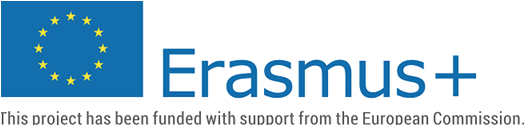 Erasmus+
This project has been funded with support from the European Commission.